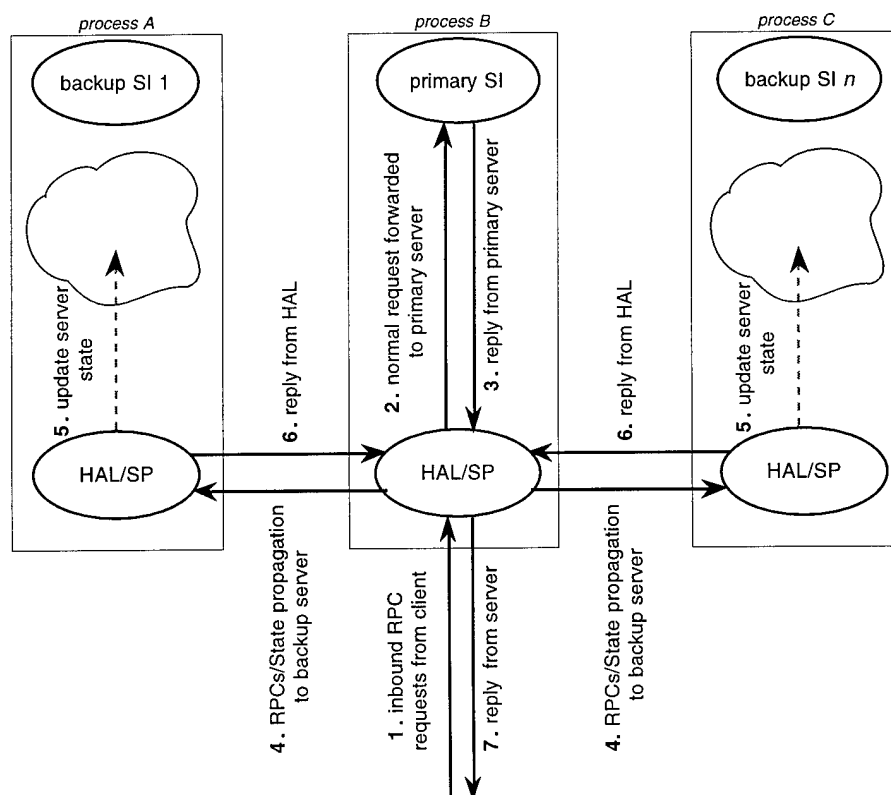 process A
process B
process C
backup SI 1
primary SI
backup SI n
5. update server
state
6. reply from HAL
2. normal request forwarded
to primary server
3. reply from primary server
6. reply from HAL
5. update server
state
HAL/SP
HAL/SP
HAL/SP
4. RPCs/State propagation
to backup server
1. inbound RPC
requests from client
7. reply from server
4. RPCs/State propagation
to backup server